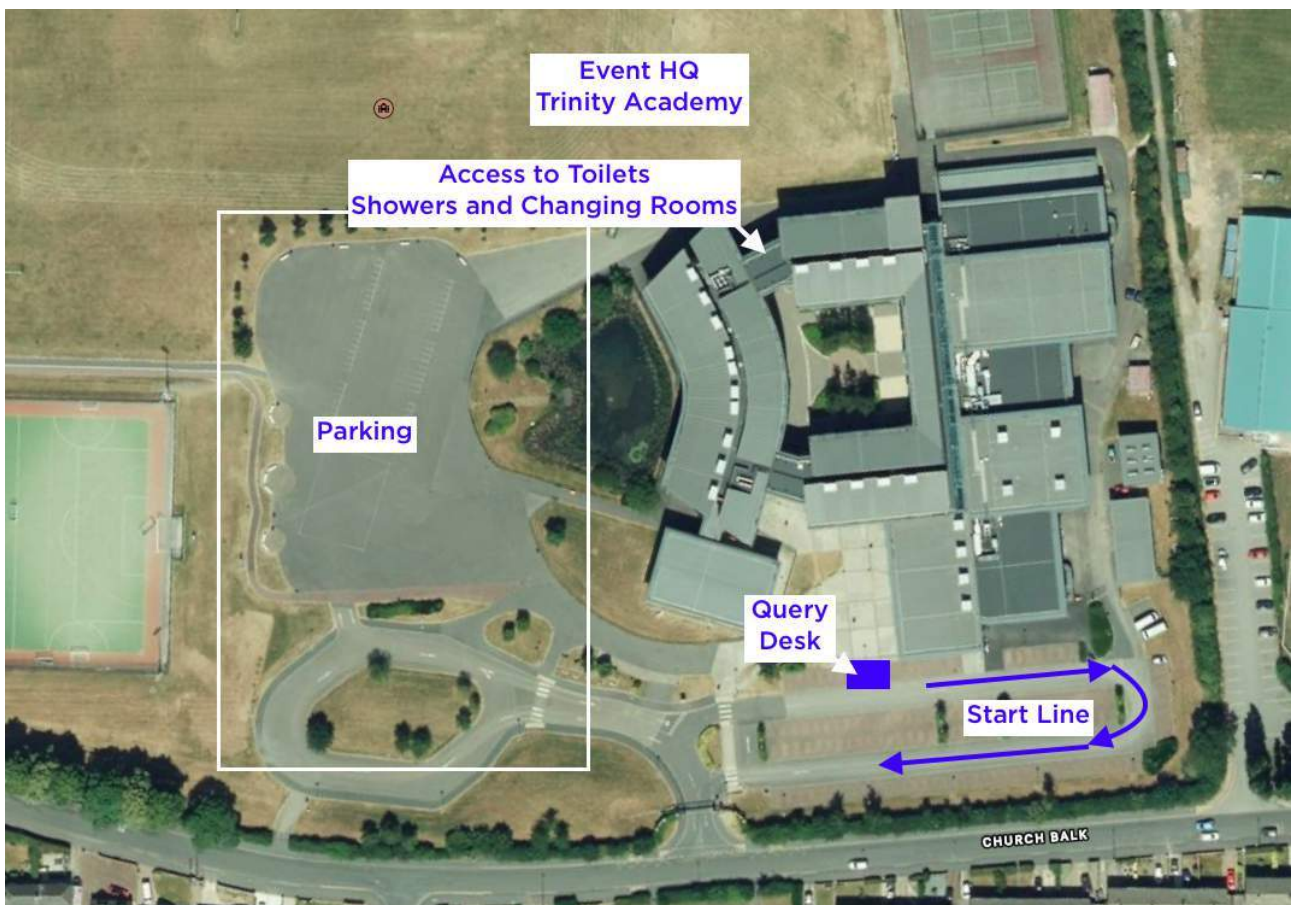 Event HQ
Trinity Academy
Access to Toilets
Showers and Changing Rooms
Parking
Query
Desk
Start Line
CHURCH BALK